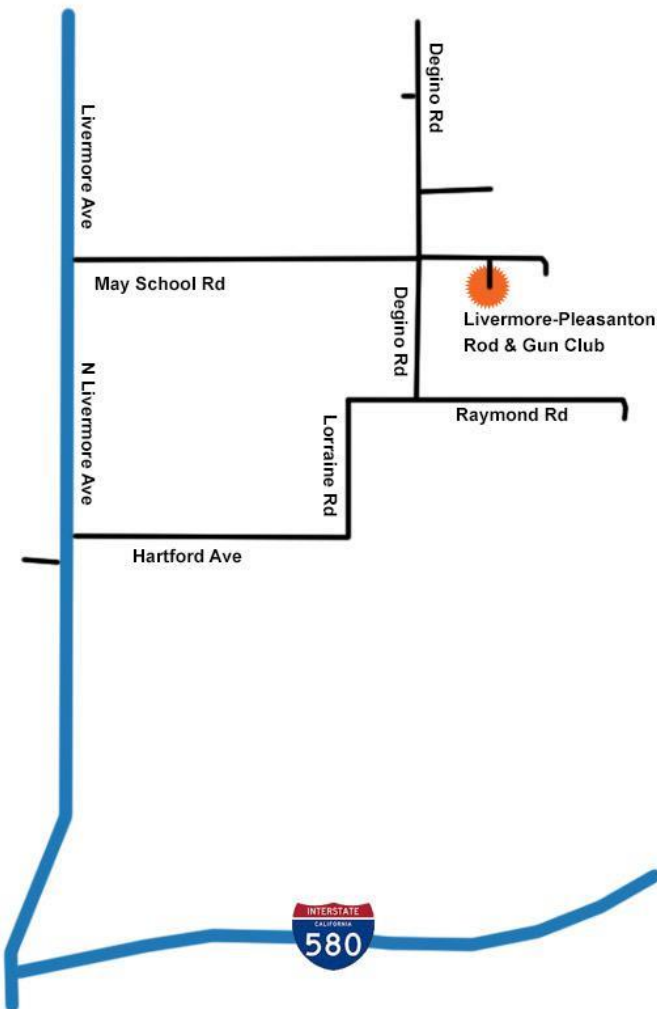 Livermore Ave
Degino Rd
May School Rd
Degino Rd
Livermore-Pleasanton
Rod & Gun Club
N Livermore Ave
Lorraine Rd
Raymond Rd
Hartford Ave
INTERSTATE
CALIFORNIA
580